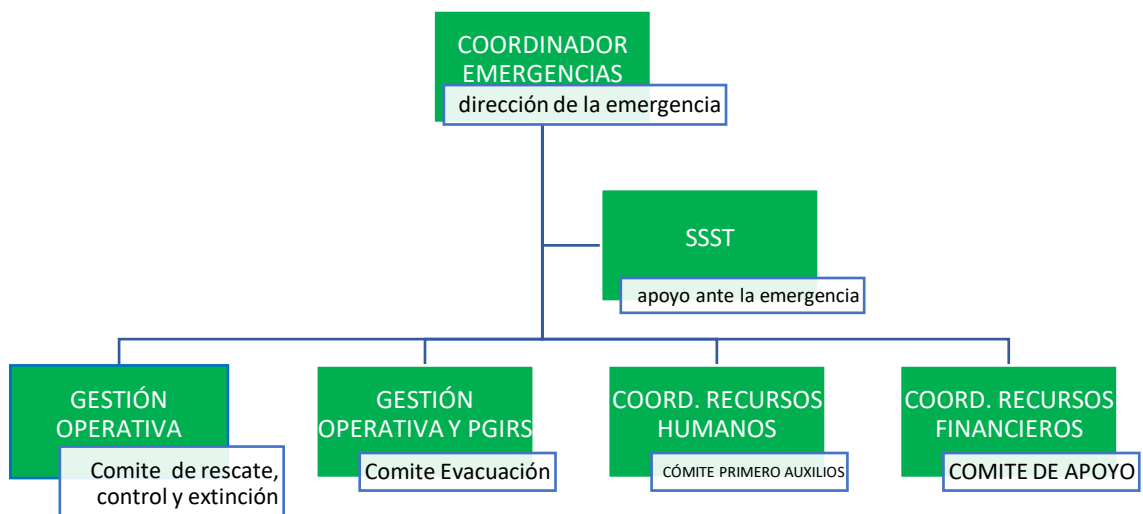 COORDINADOR
EMERGENCIAS
dirección de la emergencia
SSST
apoyo ante la emergencia
GESTIÓN
OPERATIVA
Comite de rescate,
control y extinción
GESTIÓN
OPERATIVA Y PGIRS
Comite Evacuación
COORD. RECURSOS
HUMANOS
CÓMITE PRIMERO AUXILIOS
COORD. RECURSOS
FINANCIEROS
COMITE DE APOYO